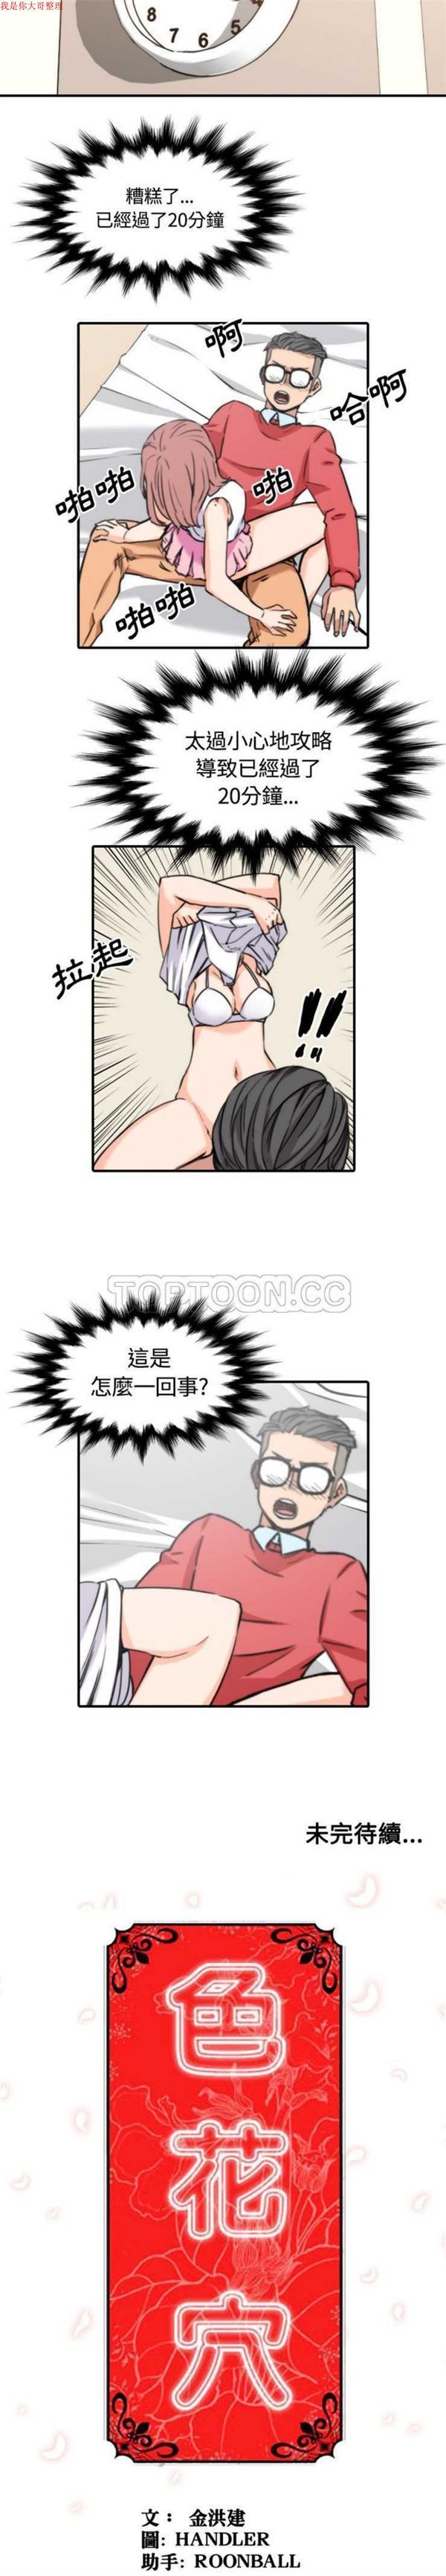 我是你大哥整理
8
7
6
5
糟糕了...
已經過了20分鐘
啊
哈啊
啪啪
啪
啪啪
太過小心地攻略
導致已經過了
20分鐘...
拉起
!!
TOPTOON.CC
這是
怎麼一回事?
未完待續...
色
花
穴
文： 金洪建
圖: HANDLER
助手: ROONBALL